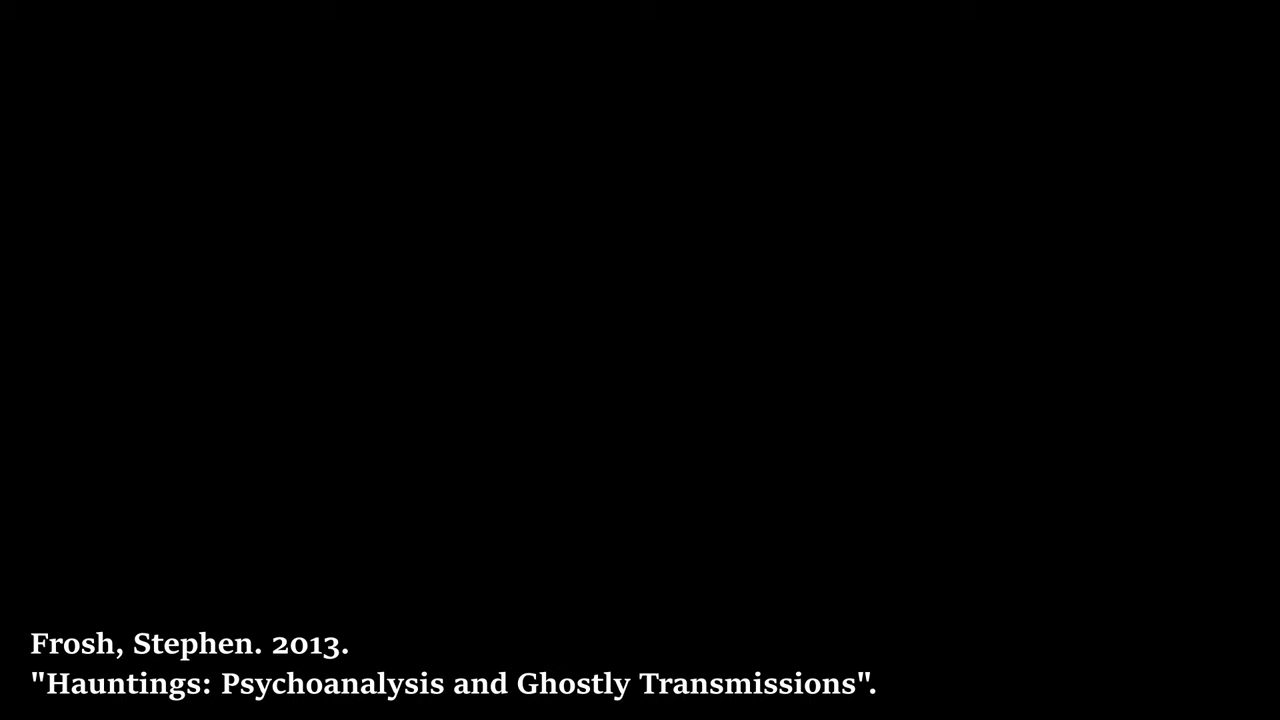 Frosh, Stephen. 2013.
"Hauntings: Psychoanalysis and Ghostly Transmissions".